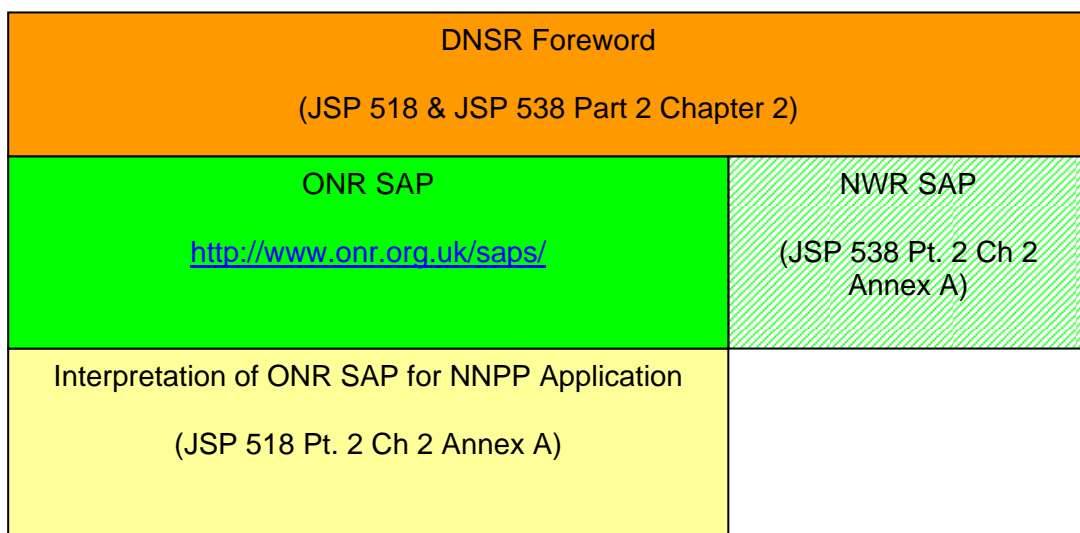 DNSR Foreword
(JSP 518 & JSP 538 Part 2 Chapter 2)
ONR SAP
http://www.onr.org.uk/saps/
NWR SAP
(JSP 538 Pt. 2 Ch 2
Annex A)
Interpretation of ONR SAP for NNPP Application
(JSP 518 Pt. 2 Ch 2 Annex A)